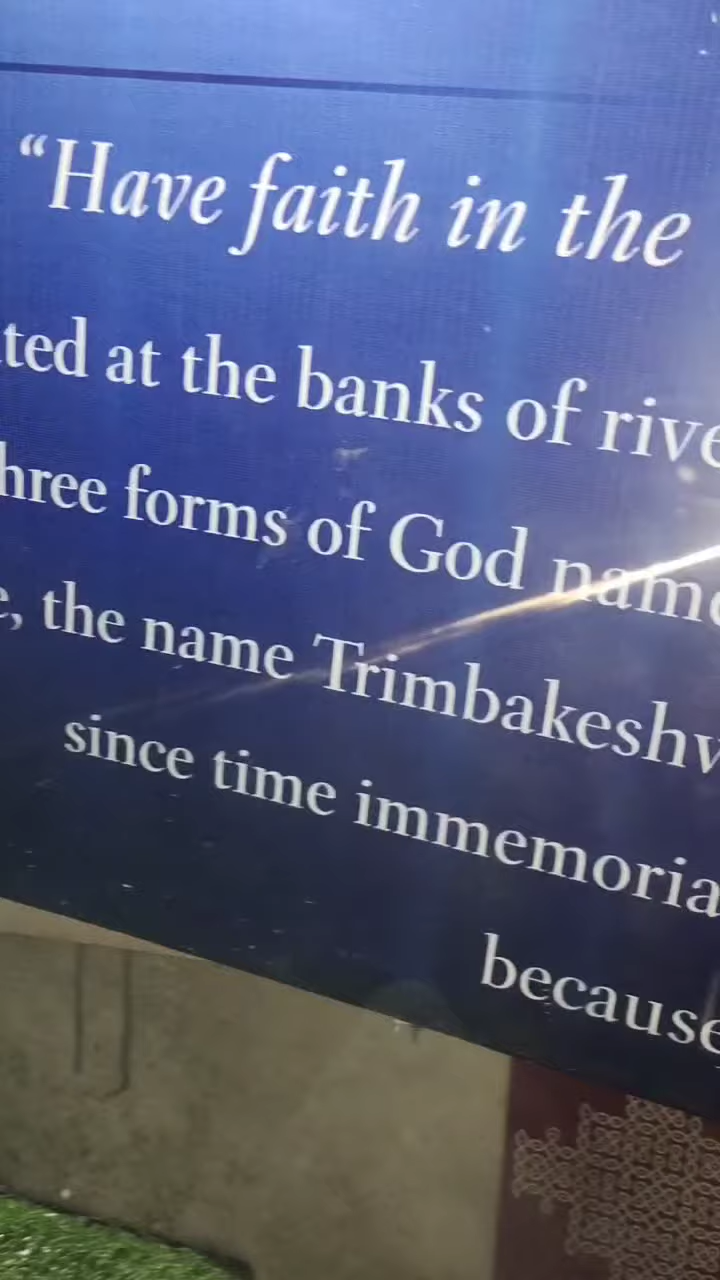 “Have faith in the
ted at the banks of rive
hree forms of God name
e, the name Trimbakeshv
since time immemoria
because